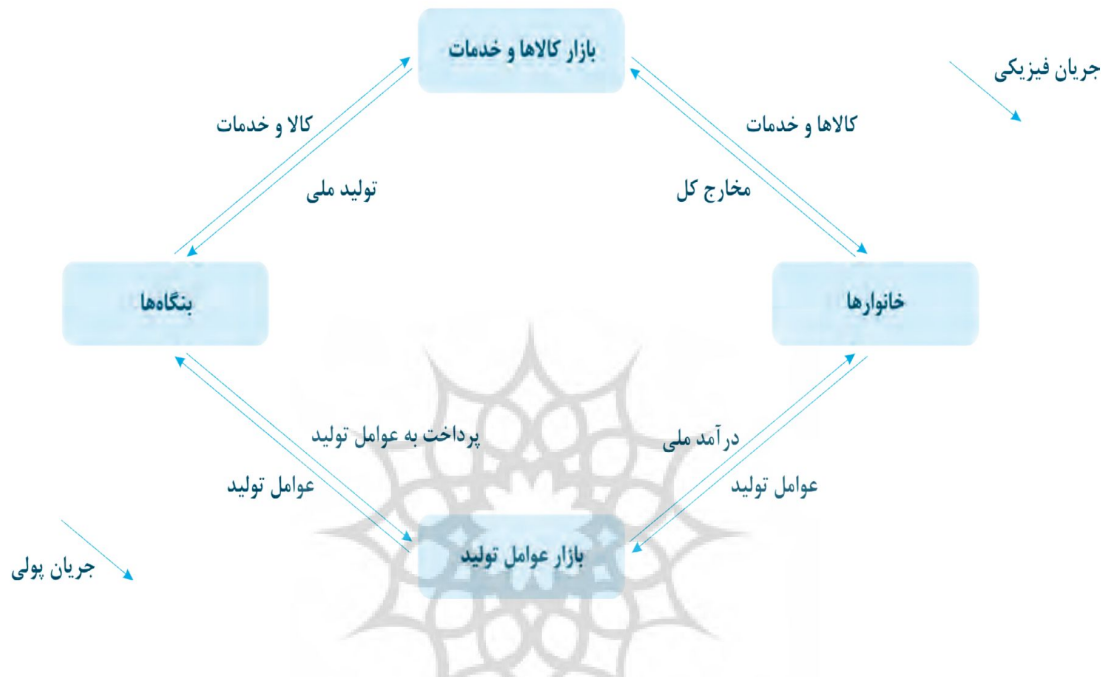 بازار کالاها و خدمات
جریان فیزیکی
کالاها و خدمات
کالا و خدمات
مخارج کل
تولید ملی
خانوارها
بنگاه‌ها
درآمد ملی
پرداخت به عوامل تولید
عوامل تولید
عوامل تولید
بازار عوامل تولید
جریان پولی